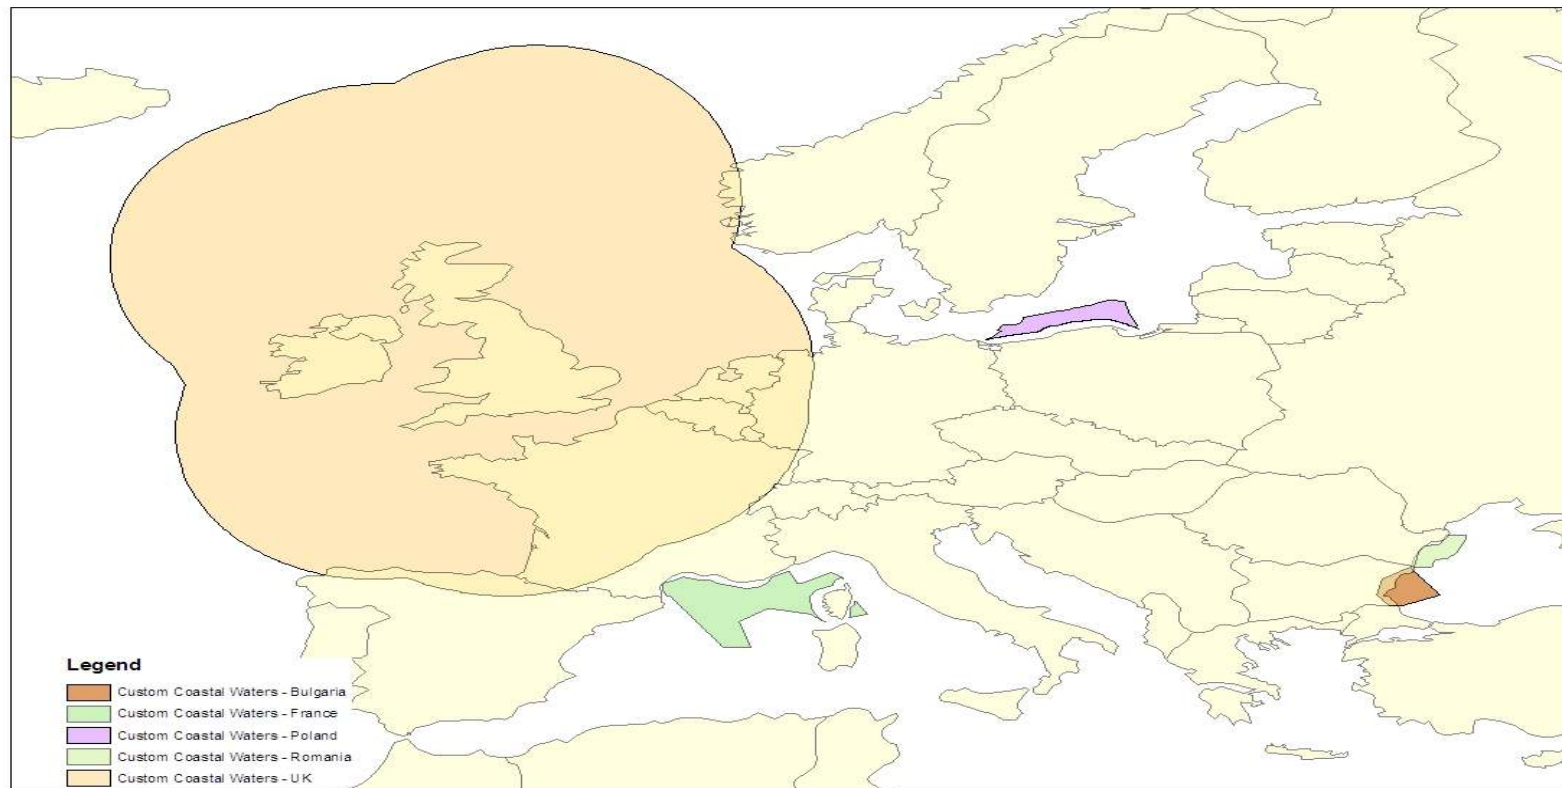 Legend
Custom Coastal Waters - Bulgaria
Custom Coastal Waters - France
Custom Coastal Waters - Poland
Custom Coastal Waters - Romania
Custom Coastal Waters - UK